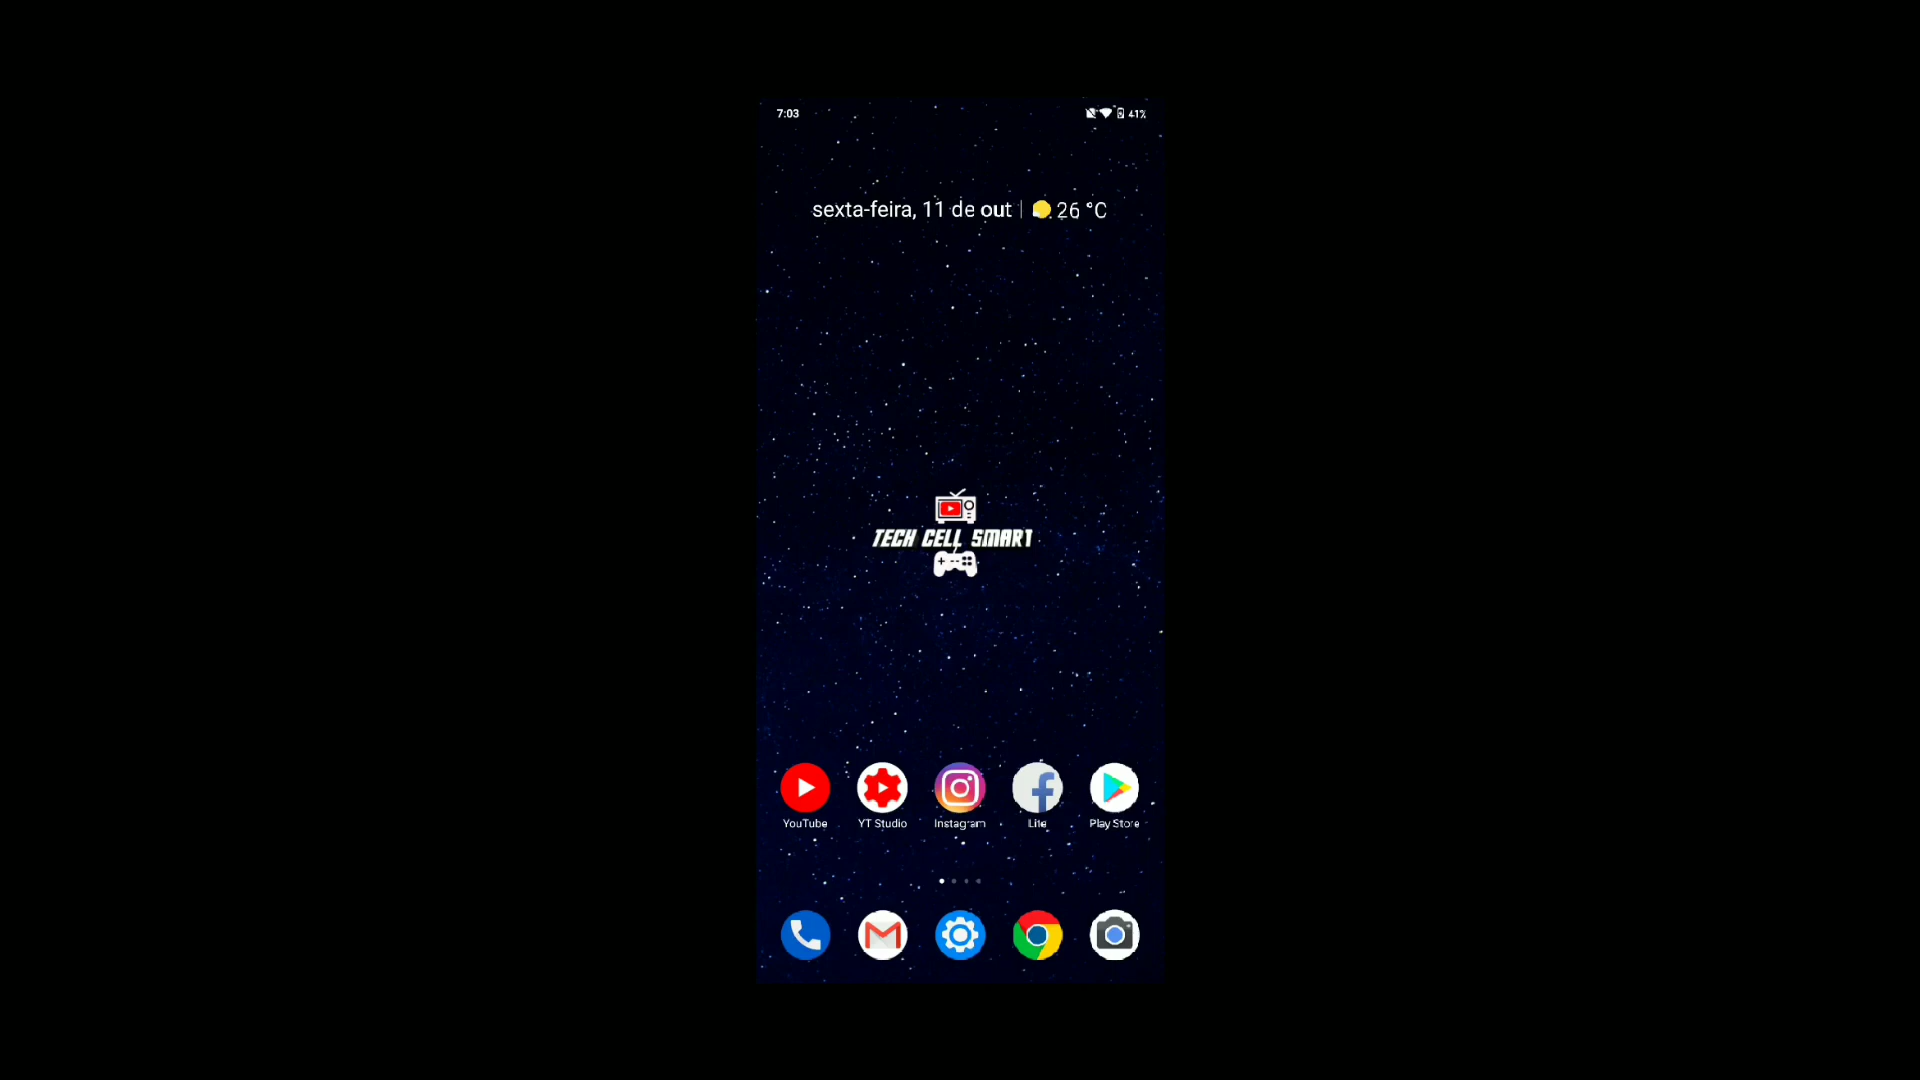 7:03 41%
sexta-feira, 11 de out | 26 °C
TECH CELL SMART
YouTube YT Studio Instagram Lite Play Store